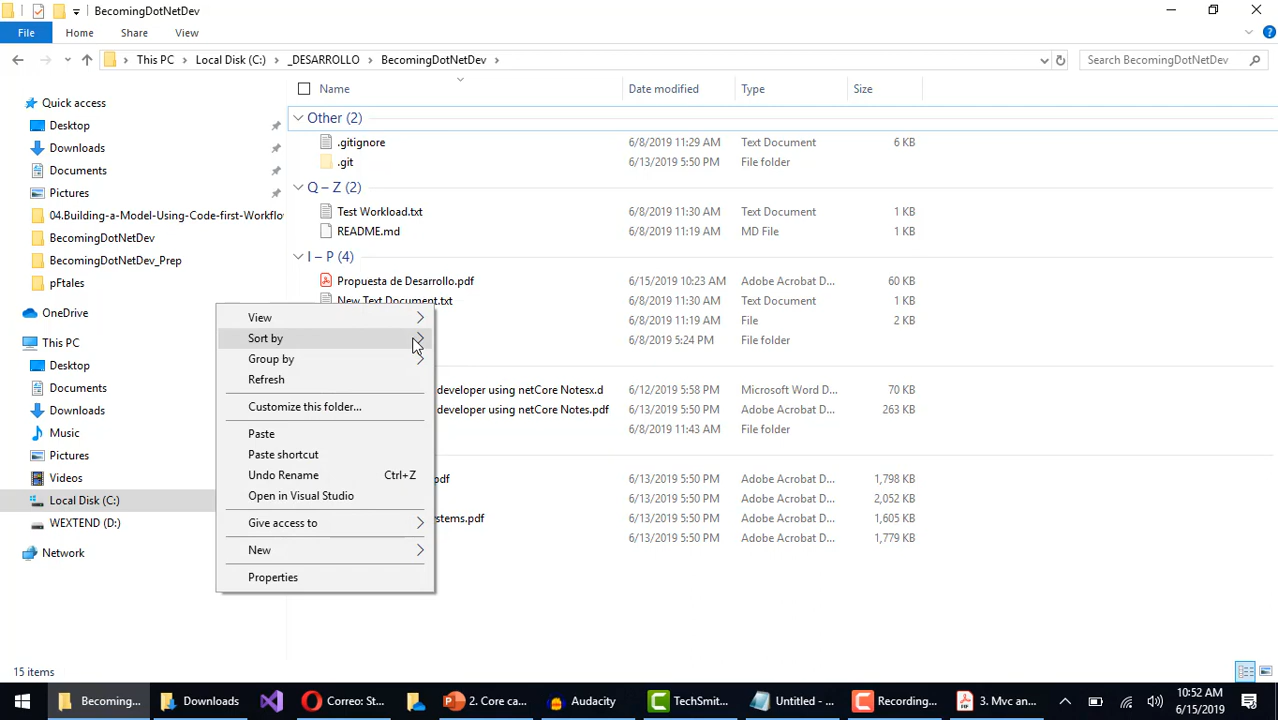 BecomingDotNetDev
File Home Share View
This PC Local Disk (C:) _DESARROLLO BecomingDotNetDev Search BecomingDotNetDev
Name Date modified Type Size
Quick access
Desktop
Downloads
Documents
Pictures
04.Building-a-Model-Using-Code-first-Workflo
BecomingDotNetDev
BecomingDotNetDev_Prep
pFtales
OneDrive
This PC
Desktop
Documents
Downloads
Music
Pictures
Videos
Local Disk (C:)
WEXTEND (D:)
Network
Other (2)
.gitignore 6/8/2019 11:29 AM Text Document 6 KB
.git 6/13/2019 5:50 PM File folder
Q – Z (2)
Test Workload.txt 6/8/2019 11:30 AM Text Document 1 KB
README.md 6/8/2019 11:19 AM MD File 1 KB
I – P (4)
Propuesta de Desarrollo.pdf 6/15/2019 10:23 AM Adobe Acrobat D... 60 KB
New Text Document.txt 6/8/2019 11:30 AM Text Document 1 KB
6/8/2019 11:19 AM File 2 KB
6/8/2019 5:24 PM File folder
developer using netCore Notesx.d 6/12/2019 5:58 PM Microsoft Word D... 70 KB
developer using netCore Notes.pdf 6/13/2019 5:50 PM Adobe Acrobat D... 263 KB
6/8/2019 11:43 AM File folder
df 6/13/2019 5:50 PM Adobe Acrobat D... 1,798 KB
6/13/2019 5:50 PM Adobe Acrobat D... 2,052 KB
stems.pdf 6/13/2019 5:50 PM Adobe Acrobat D... 1,605 KB
6/13/2019 5:50 PM Adobe Acrobat D... 1,779 KB
View
Sort by
Group by
Refresh
Customize this folder...
Paste
Paste shortcut
Undo Rename Ctrl+Z
Open in Visual Studio
Give access to
New
Properties
15 items
Becoming... Downloads Correo: St... 2. Core ca... Audacity TechSmit... Untitled - ... Recording... 3. Mvc an... 10:52 AM
6/15/2019